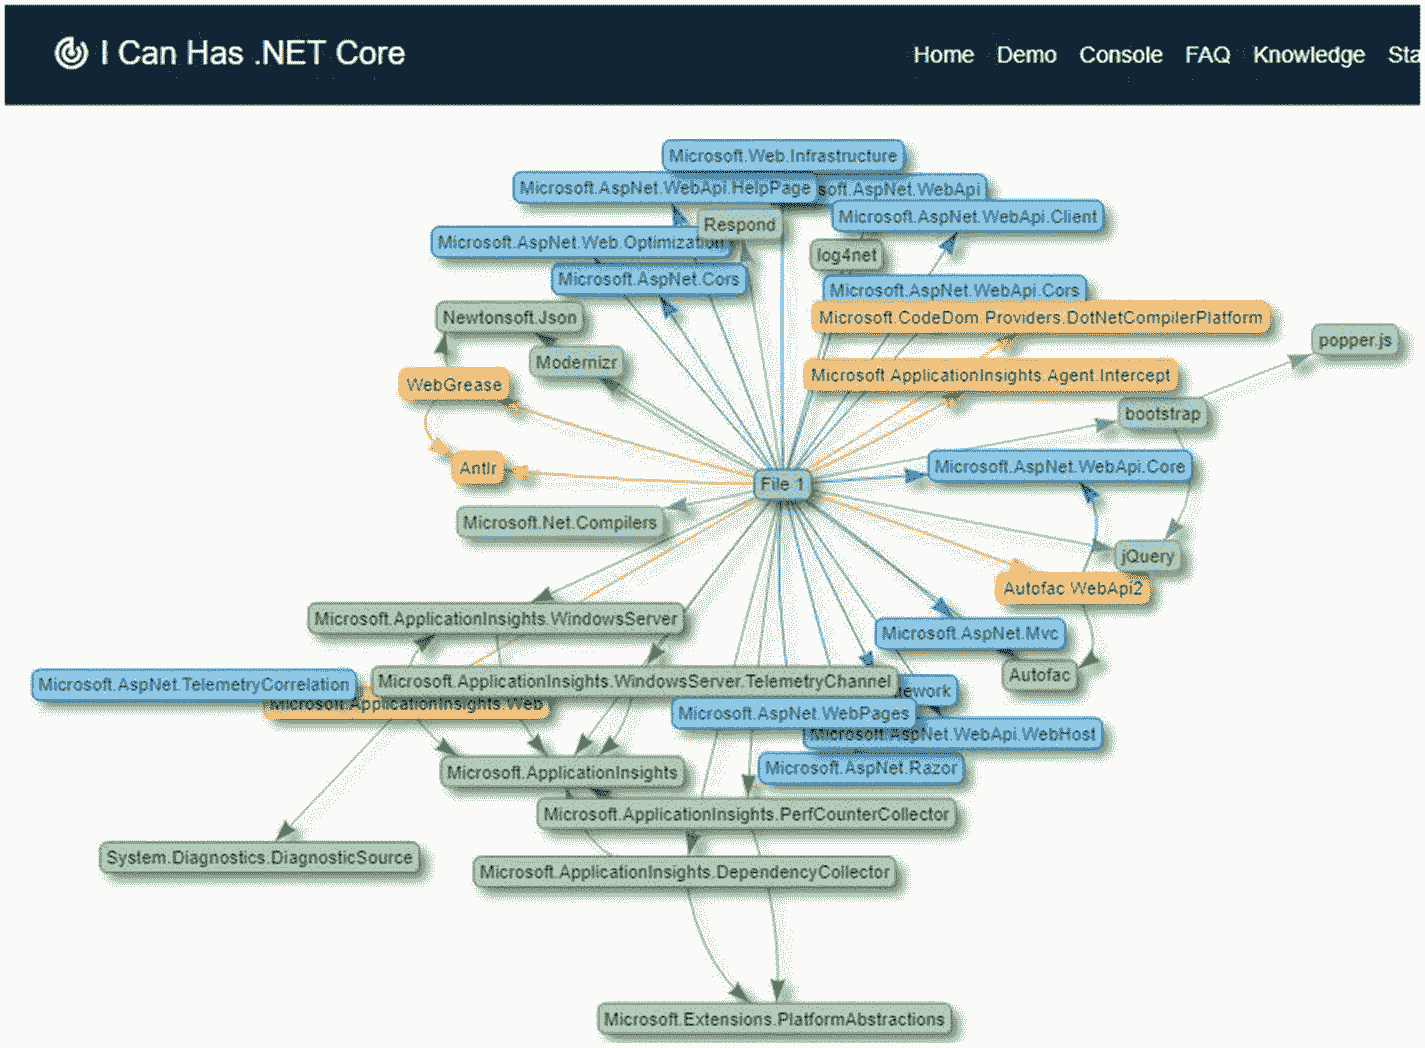 I Can Has .NET Core
Home Demo Console FAQ Knowledge Sta
Microsoft.Web.Infrastructure
Microsoft.AspNet.WebApi.HelpPage
soft.AspNet.WebApi
Microsoft.AspNet.WebApi.Client
Respond
Microsoft.AspNet.Web.Optimization
log4net
Microsoft.AspNet.Cors
Microsoft.AspNet.WebApi.Cors
Newtonsoft.Json
Microsoft.CodeDom.Providers.DotNetCompilerPlatform
popper.js
Modernizr
Microsoft.ApplicationInsights.Agent.Intercept
WebGrease
bootstrap
Antlr
Microsoft.AspNet.WebApi.Core
File 1
Microsoft.Net.Compilers
jQuery
Autofac.WebApi2
Microsoft.ApplicationInsights.WindowsServer
Microsoft.AspNet.Mvc
Autofac
Microsoft.AspNet.TelemetryCorrelation
Microsoft.ApplicationInsights.WindowsServer.TelemetryChannel
ework
Microsoft.ApplicationInsights.Web
Microsoft.AspNet.WebPages
Microsoft.AspNet.WebApi.WebHost
Microsoft.ApplicationInsights
Microsoft.AspNet.Razor
Microsoft.ApplicationInsights.PerfCounterCollector
System.Diagnostics.DiagnosticSource
Microsoft.ApplicationInsights.DependencyCollector
Microsoft.Extensions.PlatformAbstractions